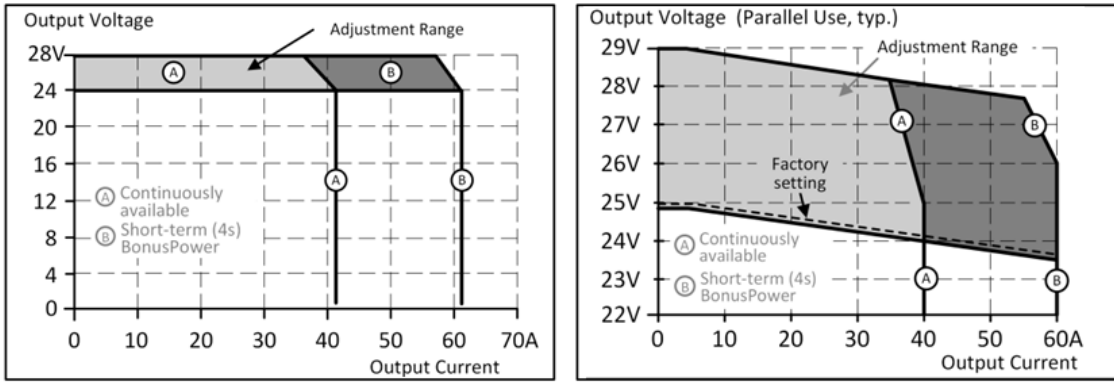 Output Voltage
Adjustment Range
28V
24
20
16
12
8
4
0
A
B
A
B
A Continuously
available
B Short-term (4s)
BonusPower
0 10 20 30 40 50 60 70A
Output Current
Output Voltage (Parallel Use, typ.)
29V
28V
27V
26V
25V
24V
23V
22V
Adjustment Range
A
B
Factory
setting
A Continuously
available
B Short-term (4s)
BonusPower
A
B
0 10 20 30 40 50 60A
Output Current